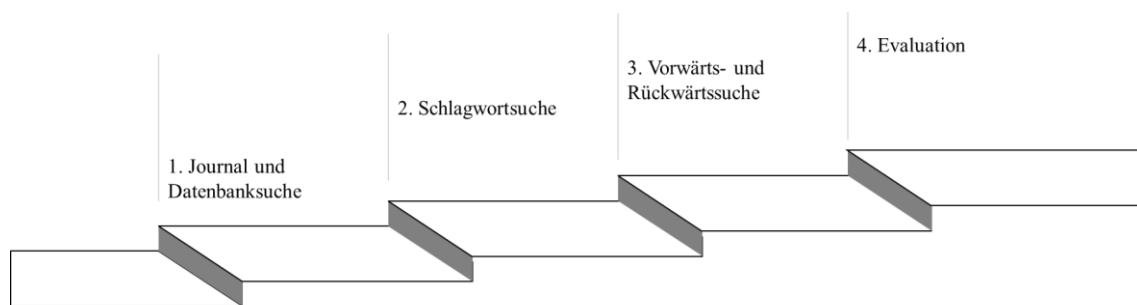 1. Journal und
Datenbanksuche
2. Schlagwortsuche
3. Vorwärts- und
Rückwärtssuche
4. Evaluation